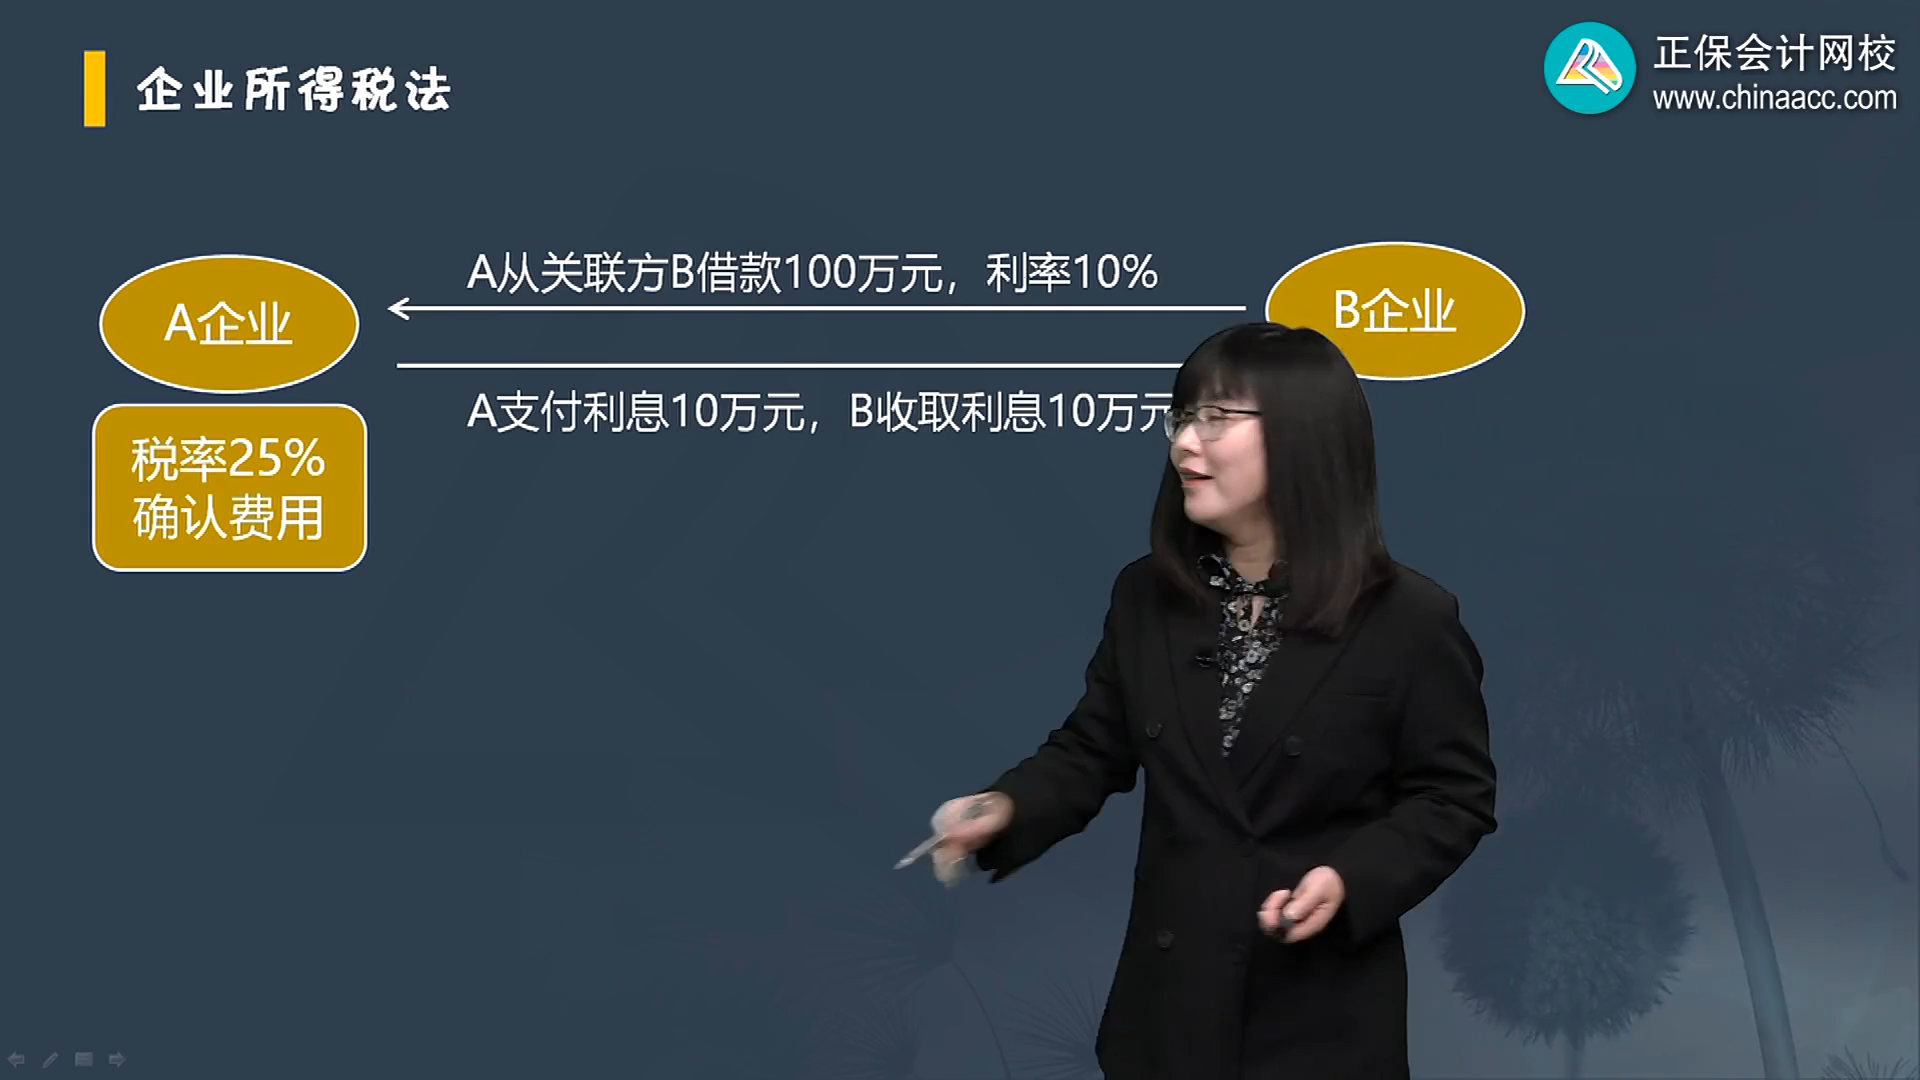 企业所得税法
正保会计网校
www.chinaacc.com
A从关联方B借款100万元，利率10%
A企业
B企业
A支付利息10万元，B收取利息10万元
税率25%
确认费用